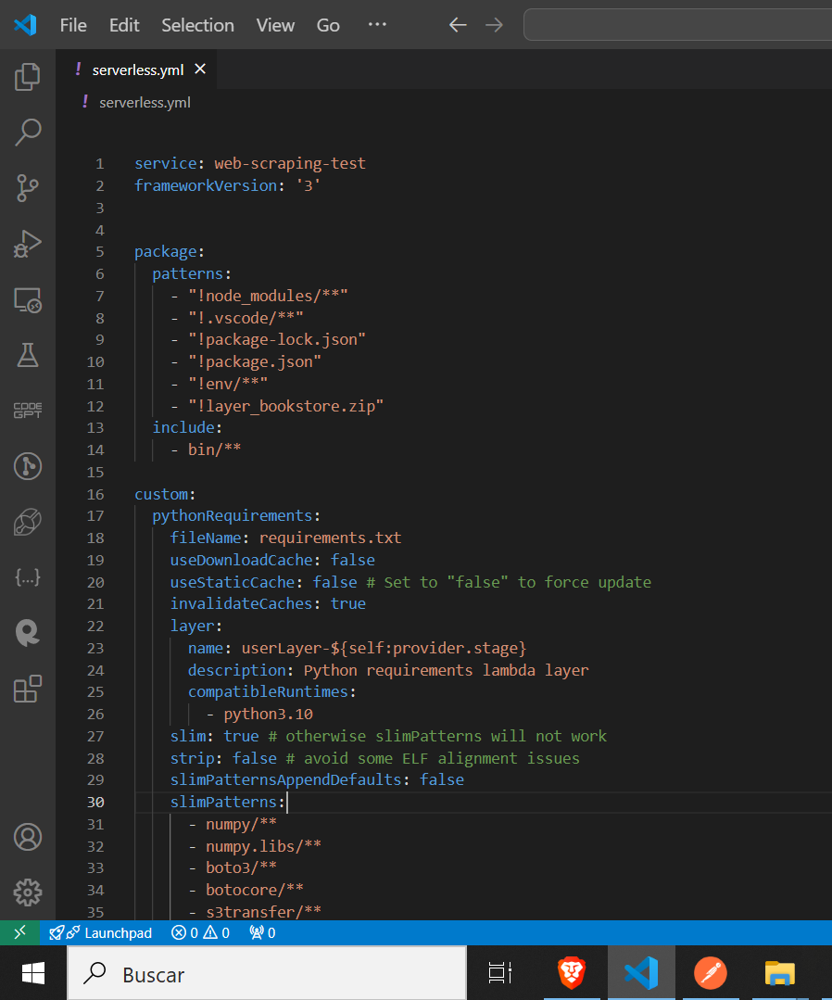 File Edit Selection View Go ···
! serverless.yml ×
! serverless.yml
1 service: web-scraping-test
2 frameworkVersion: '3'
3
4
5 package:
6 patterns:
7 - "!node_modules/**"
8 - "!.vscode/**"
9 - "!package-lock.json"
10 - "!package.json"
11 - "!env/**"
12 - "!layer_bookstore.zip"
13 include:
14 - bin/**
15
16 custom:
17 pythonRequirements:
18 fileName: requirements.txt
19 useDownloadCache: false
20 useStaticCache: false # Set to "false" to force update
21 invalidateCaches: true
22 layer:
23 name: userLayer-${self:provider.stage}
24 description: Python requirements lambda layer
25 compatibleRuntimes:
26 - python3.10
27 slim: true # otherwise slimPatterns will not work
28 strip: false # avoid some ELF alignment issues
29 slimPatternsAppendDefaults: false
30 slimPatterns:
31 - numpy/**
32 - numpy.libs/**
33 - boto3/**
34 - botocore/**
35 - s3transfer/**
CODE
GPT
{...}
Launchpad 0 0 0
Buscar